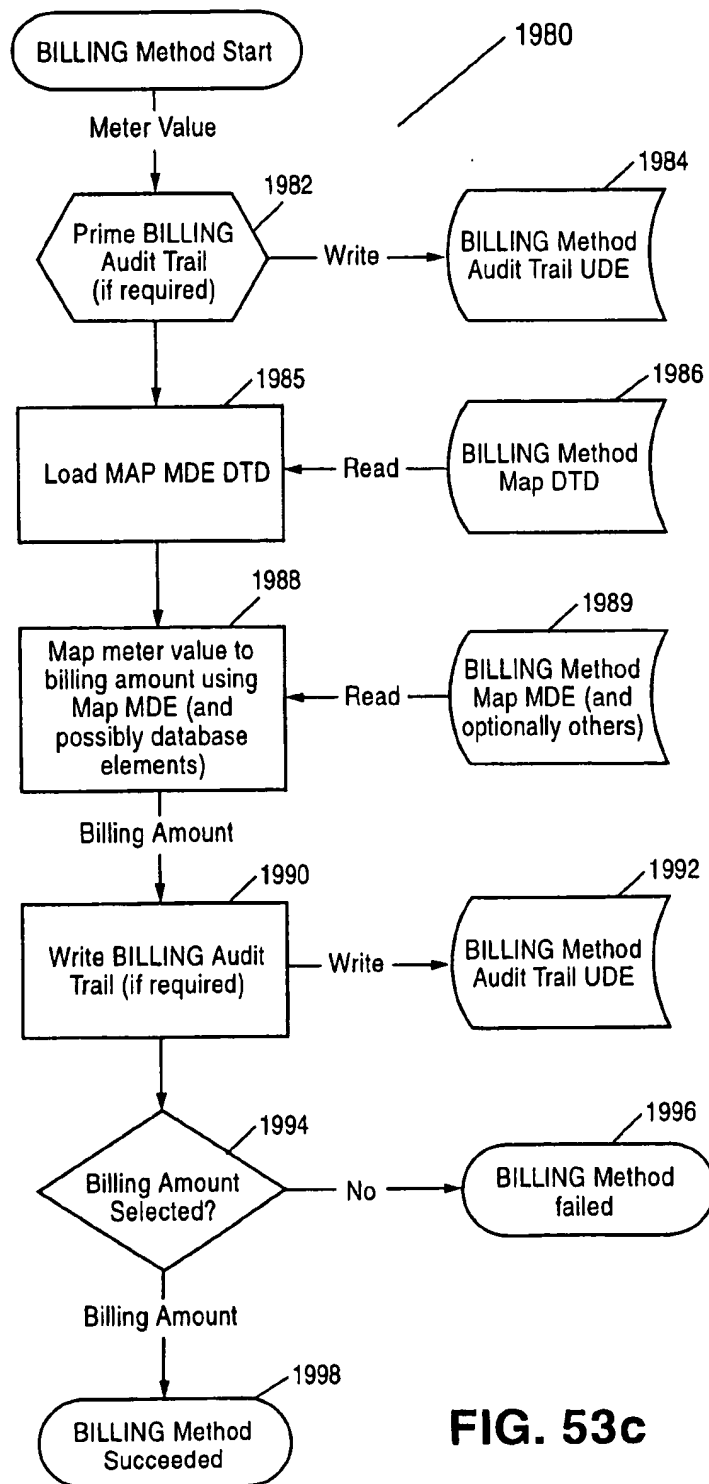 BILLING Method Start
1980
Meter Value
1982
Prime BILLING
Audit Trail
(if required)
Write
1984
BILLING Method
Audit Trail UDE
1985
Load MAP MDE DTD
Read
1986
BILLING Method
Map DTD
1988
Map meter value to
billing amount using
Map MDE (and
possibly database
elements)
Read
1989
BILLING Method
Map MDE (and
optionally others)
Billing Amount
1990
Write BILLING Audit
Trail (if required)
Write
1992
BILLING Method
Audit Trail UDE
1994
Billing Amount
Selected?
No
1996
BILLING Method
failed
Billing Amount
1998
BILLING Method
Succeeded
FIG. 53c